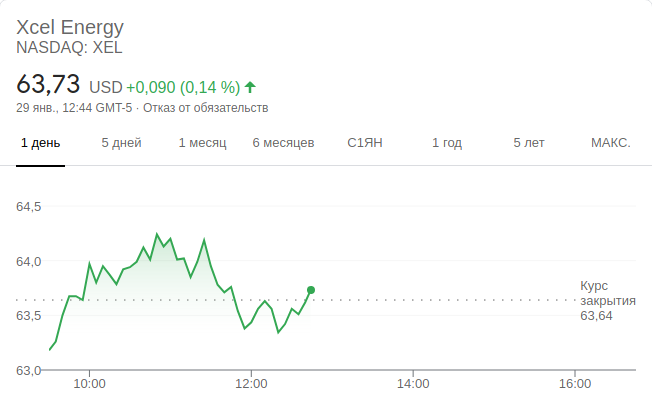 Xcel Energy
NASDAQ: XEL
63,73 USD +0,090 (0,14 %)
29 янв., 12:44 GMT-5 · Отказ от обязательств
1 день 5 дней 1 месяц 6 месяцев С1ЯН 1 год 5 лет МАКС.
64,5
64,0
63,5
63,0
Курс
закрытия
63,64
10:00 12:00 14:00 16:00